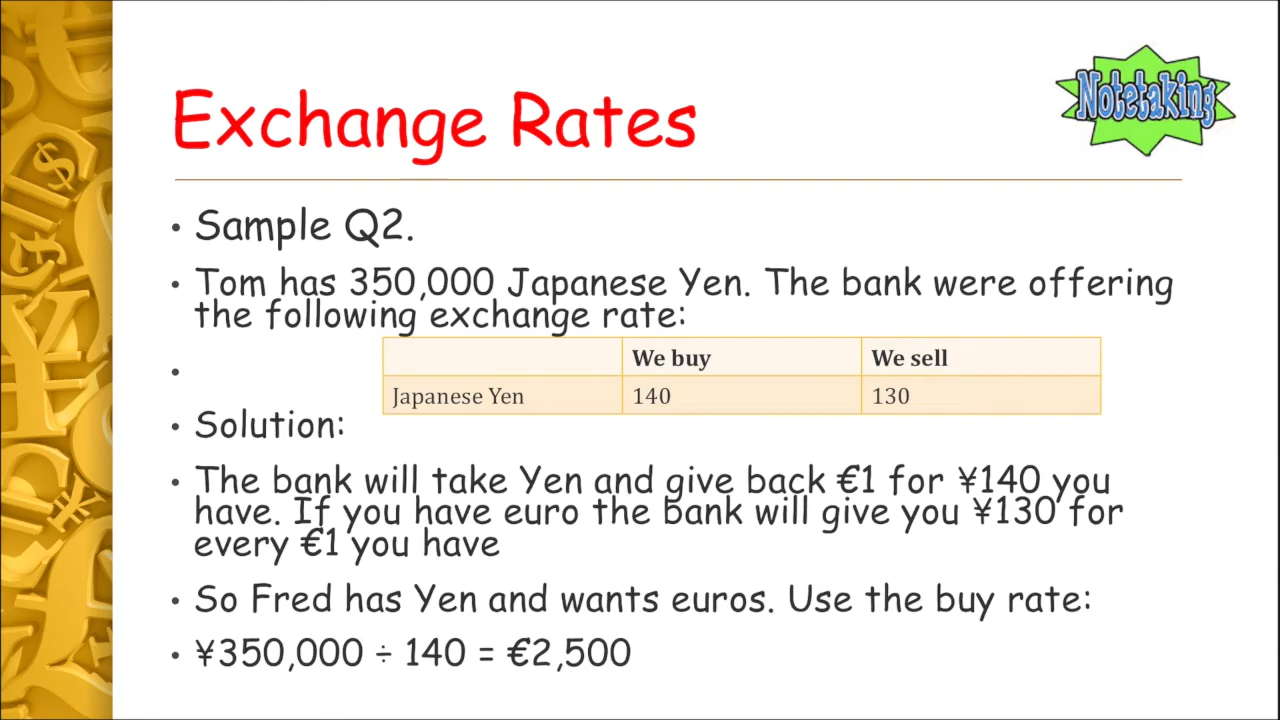 Notetaking
Exchange Rates
• Sample Q2.
• Tom has 350,000 Japanese Yen. The bank were offering
the following exchange rate:
•
We buy We sell
Japanese Yen 140 130
• Solution:
• The bank will take Yen and give back €1 for ¥140 you
have. If you have euro the bank will give you ¥130 for
every €1 you have
• So Fred has Yen and wants euros. Use the buy rate:
• ¥350,000 ÷ 140 = €2,500